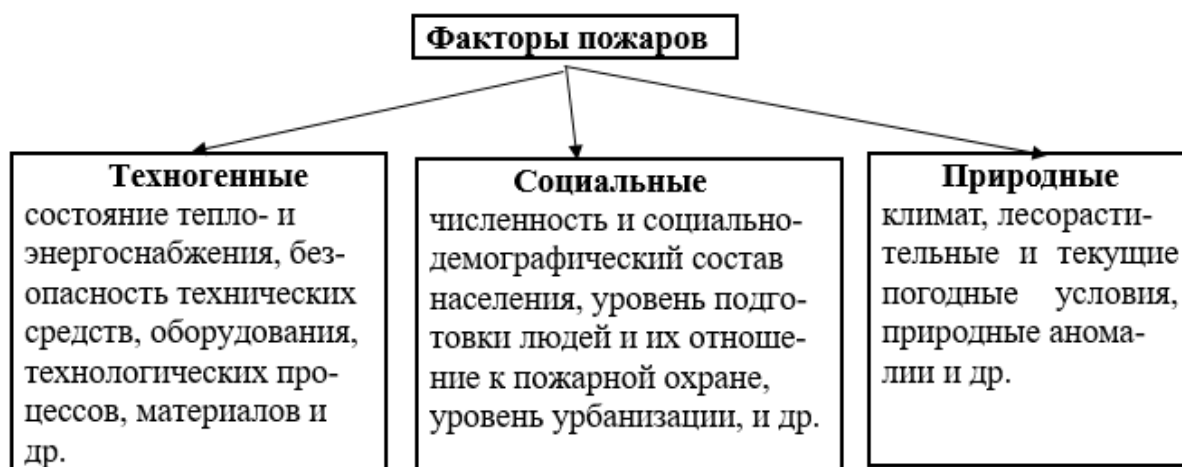 Факторы пожаров
Техногенные
состояние тепло- и
энергоснабжения, без-
опасность технических
средств, оборудования,
технологических про-
цессов, материалов и
др.
Социальные
численность и социально-
демографический состав
населения, уровень подго-
товки людей и их отноше-
ние к пожарной охране,
уровень урбанизации, и др.
Природные
климат, лесорасти-
тельные и текущие
погодные условия,
природные анома-
лии и др.